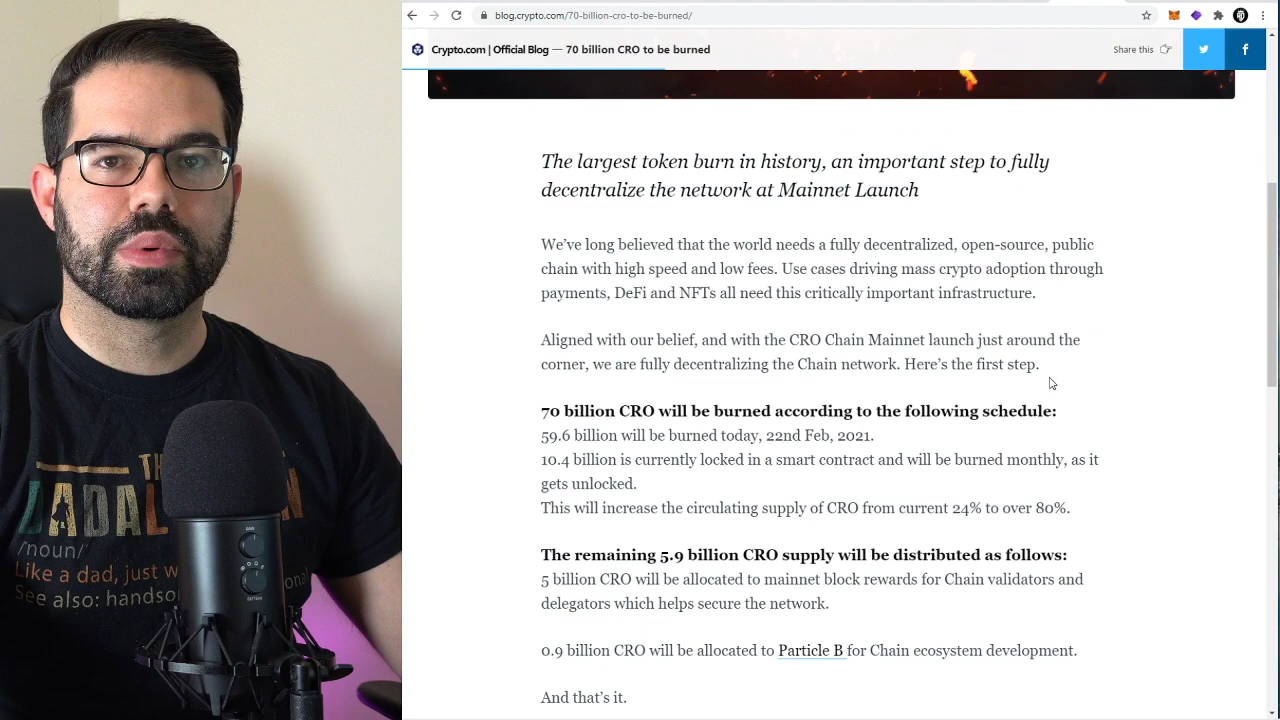 blog.crypto.com/70-billion-cro-to-be-burned/
Crypto.com | Official Blog — 70 billion CRO to be burned
Share this
The largest token burn in history, an important step to fully
decentralize the network at Mainnet Launch
We've long believed that the world needs a fully decentralized, open-source, public
chain with high speed and low fees. Use cases driving mass crypto adoption through
payments, DeFi and NFTs all need this critically important infrastructure.
Aligned with our belief, and with the CRO Chain Mainnet launch just around the
corner, we are fully decentralizing the Chain network. Here's the first step.
70 billion CRO will be burned according to the following schedule:
59.6 billion will be burned today, 22nd Feb, 2021.
10.4 billion is currently locked in a smart contract and will be burned monthly, as it
gets unlocked.
This will increase the circulating supply of CRO from current 24% to over 80%.
The remaining 5.9 billion CRO supply will be distributed as follows:
5 billion CRO will be allocated to mainnet block rewards for Chain validators and
delegators which helps secure the network.
0.9 billion CRO will be allocated to Particle B for Chain ecosystem development.
And that's it.
TH
DADAL
/noun/
Like a dad, just
See also:
GAIN
PATTERN